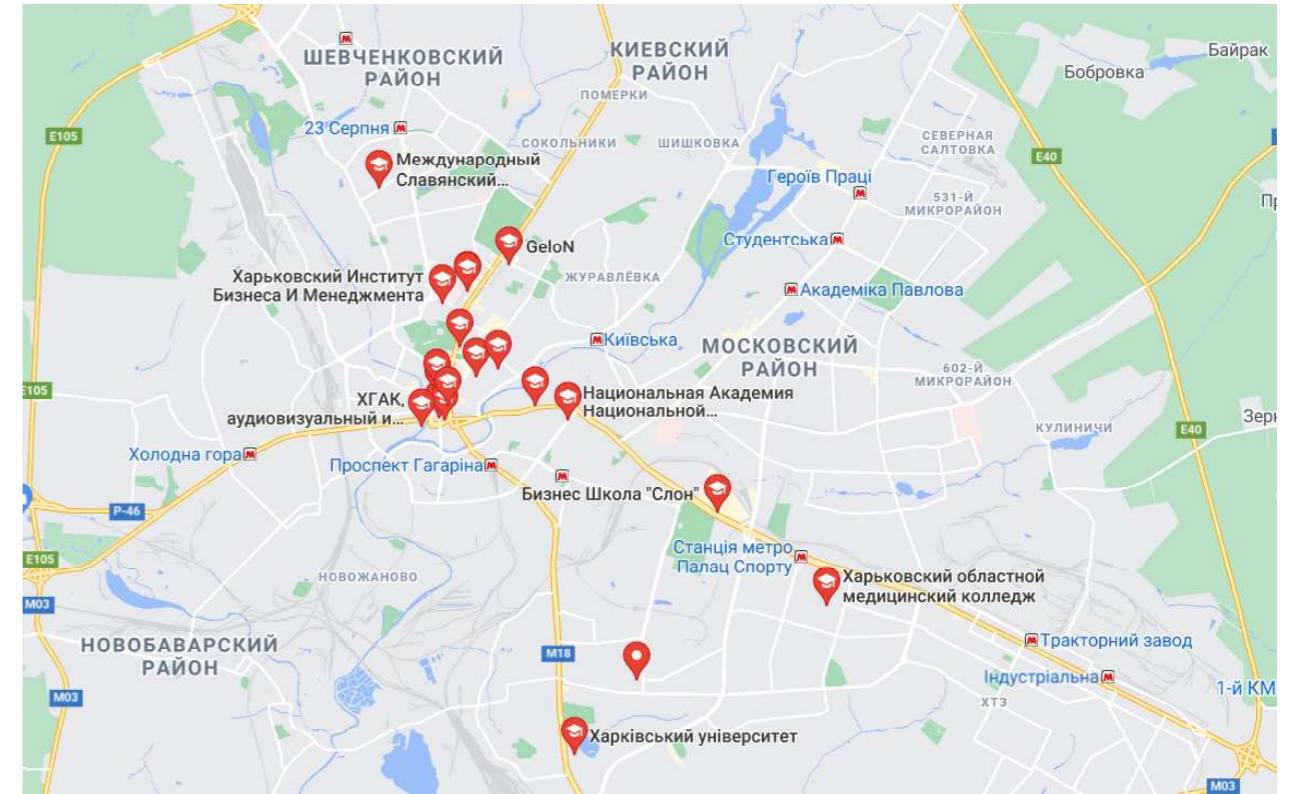 ШЕВЧЕНКОВСКИЙ
РАЙОН
КИЕВСКИЙ
РАЙОН
Байрак
Бобровка
ПОМЕРКИ
23 Серпня
E105
СОКОЛЬНИКИ
ШИШКОВКА
СЕВЕРНАЯ
САЛТОВКА
E40
Международный
Славянский...
Героїв Праці
531-Й
МИКРОРАЙОН
GeloN
Студентська
Харьковский Институт
Бизнеса И Менеджмента
ЖУРАВЛЁВКА
Академіка Павлова
Київська
МОСКОВСКИЙ
РАЙОН
602-Й
МИКРОРАЙОН
E105
ХГАК,
аудиовизуальный и...
Национальная Академия
Национальной...
КУЛИНИЧИ
E40
Холодна гора
Проспект Гагаріна
Бизнес Школа "Слон"
P-46
Станція метро
Палац Спорту
E105
НОВОЖАНОВО
Харьковский областной
медицинский колледж
M03
НОВОБАВАРСКИЙ
РАЙОН
M18
Тракторний завод
Індустріальна
1-й КМ
M03
ХТЗ
Харківський університет
M03